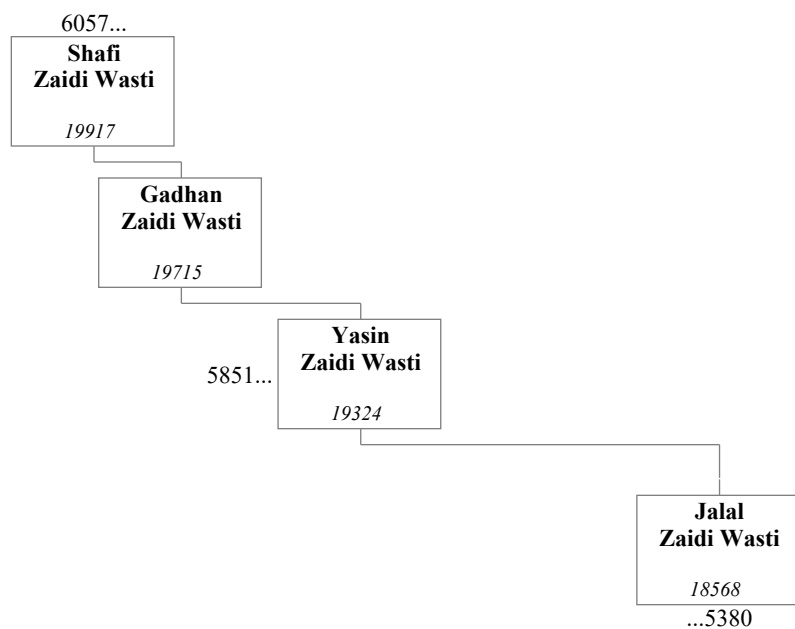 6057...
Shafi
Zaidi Wasti
19917
Gadhan
Zaidi Wasti
19715
Yasin
Zaidi Wasti
5851...
19324
Jalal
Zaidi Wasti
18568
...5380